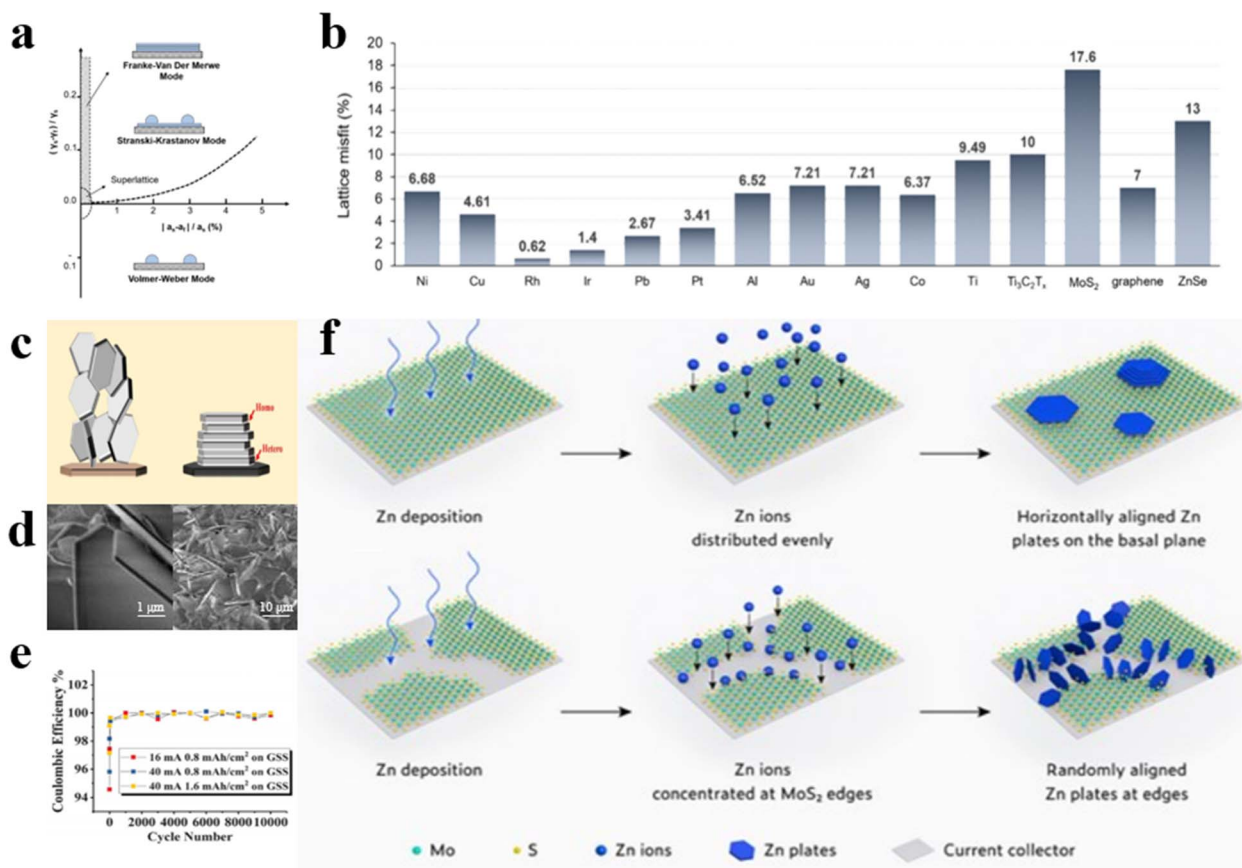 a
Franke-Van Der Merwe
Mode
Stranski-Krastanov Mode
Superlattice
Volmer-Weber Mode
0.2
0.1
0.0
0.1
1
2
3
4
5
| aₛ-a_f | / aₛ (%)
b
Lattice misfit (%)
20
18
16
14
12
10
8
6
4
2
0
6.68
4.61
0.62
1.4
2.67
3.41
6.52
7.21
7.21
6.37
9.49
10
17.6
7
13
Ni
Cu
Rh
Ir
Pb
Pt
Al
Au
Ag
Co
Ti
Ti₃C₂Tₓ
MoS₂
graphene
ZnSe
c
Homo
Hetero
d
1 μm
10 μm
e
Coulombic Efficiency %
102
100
98
96
94
16 mA 0.8 mAh/cm² on GSS
40 mA 0.8 mAh/cm² on GSS
40 mA 1.6 mAh/cm² on GSS
0 2000 4000 6000 8000 10000
Cycle Number
f
Zn deposition
Zn ions
distributed evenly
Horizontally aligned Zn
plates on the basal plane
Zn deposition
Zn ions
concentrated at MoS₂ edges
Randomly aligned
Zn plates at edges
Mo
S
Zn ions
Zn plates
Current collector